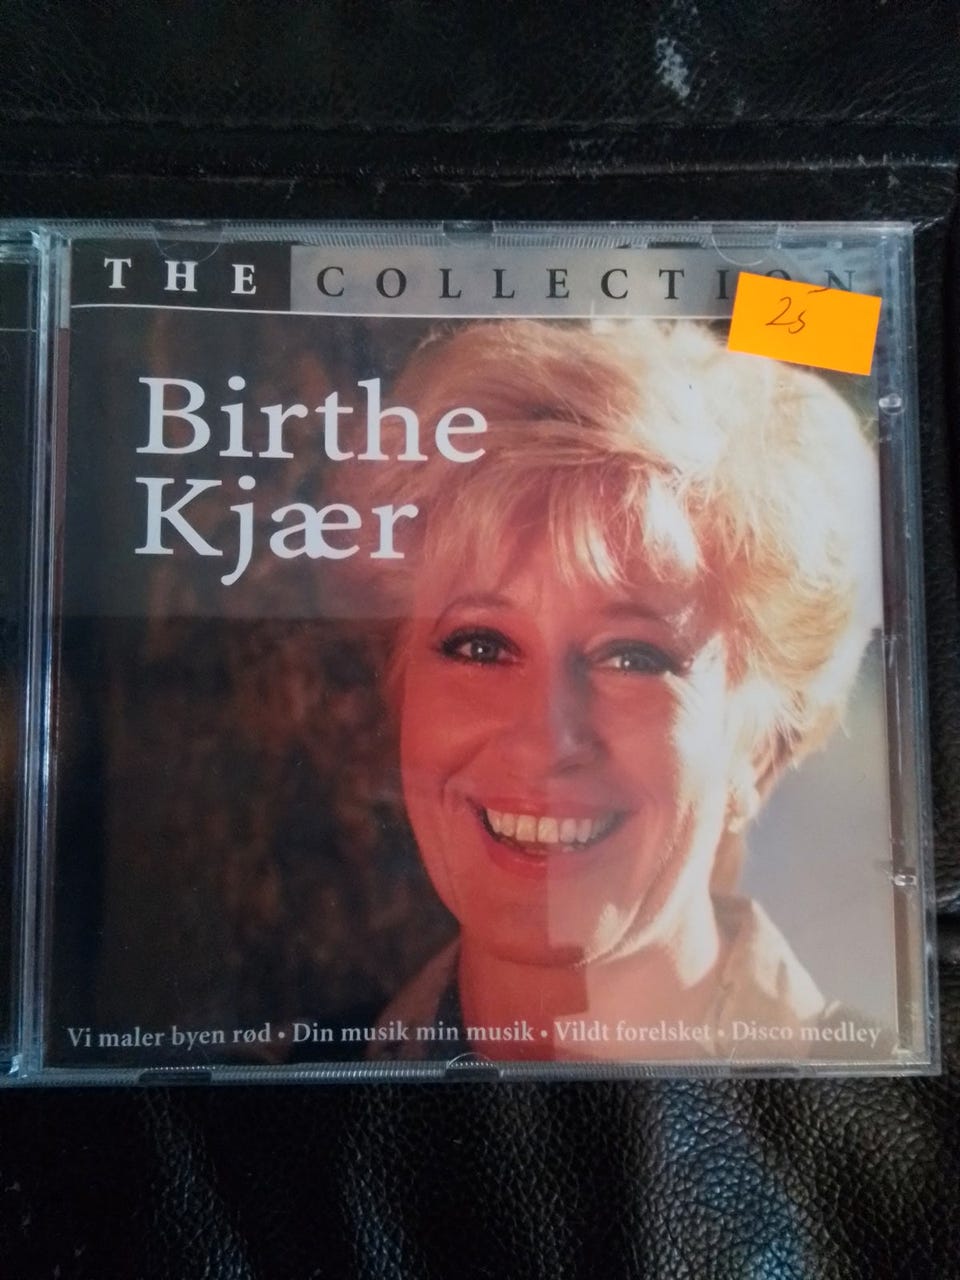 THE COLLECTION
25
Birthe
Kjær
Vi maler byen rød • Din musik min musik • Vildt forelsket • Disco medley